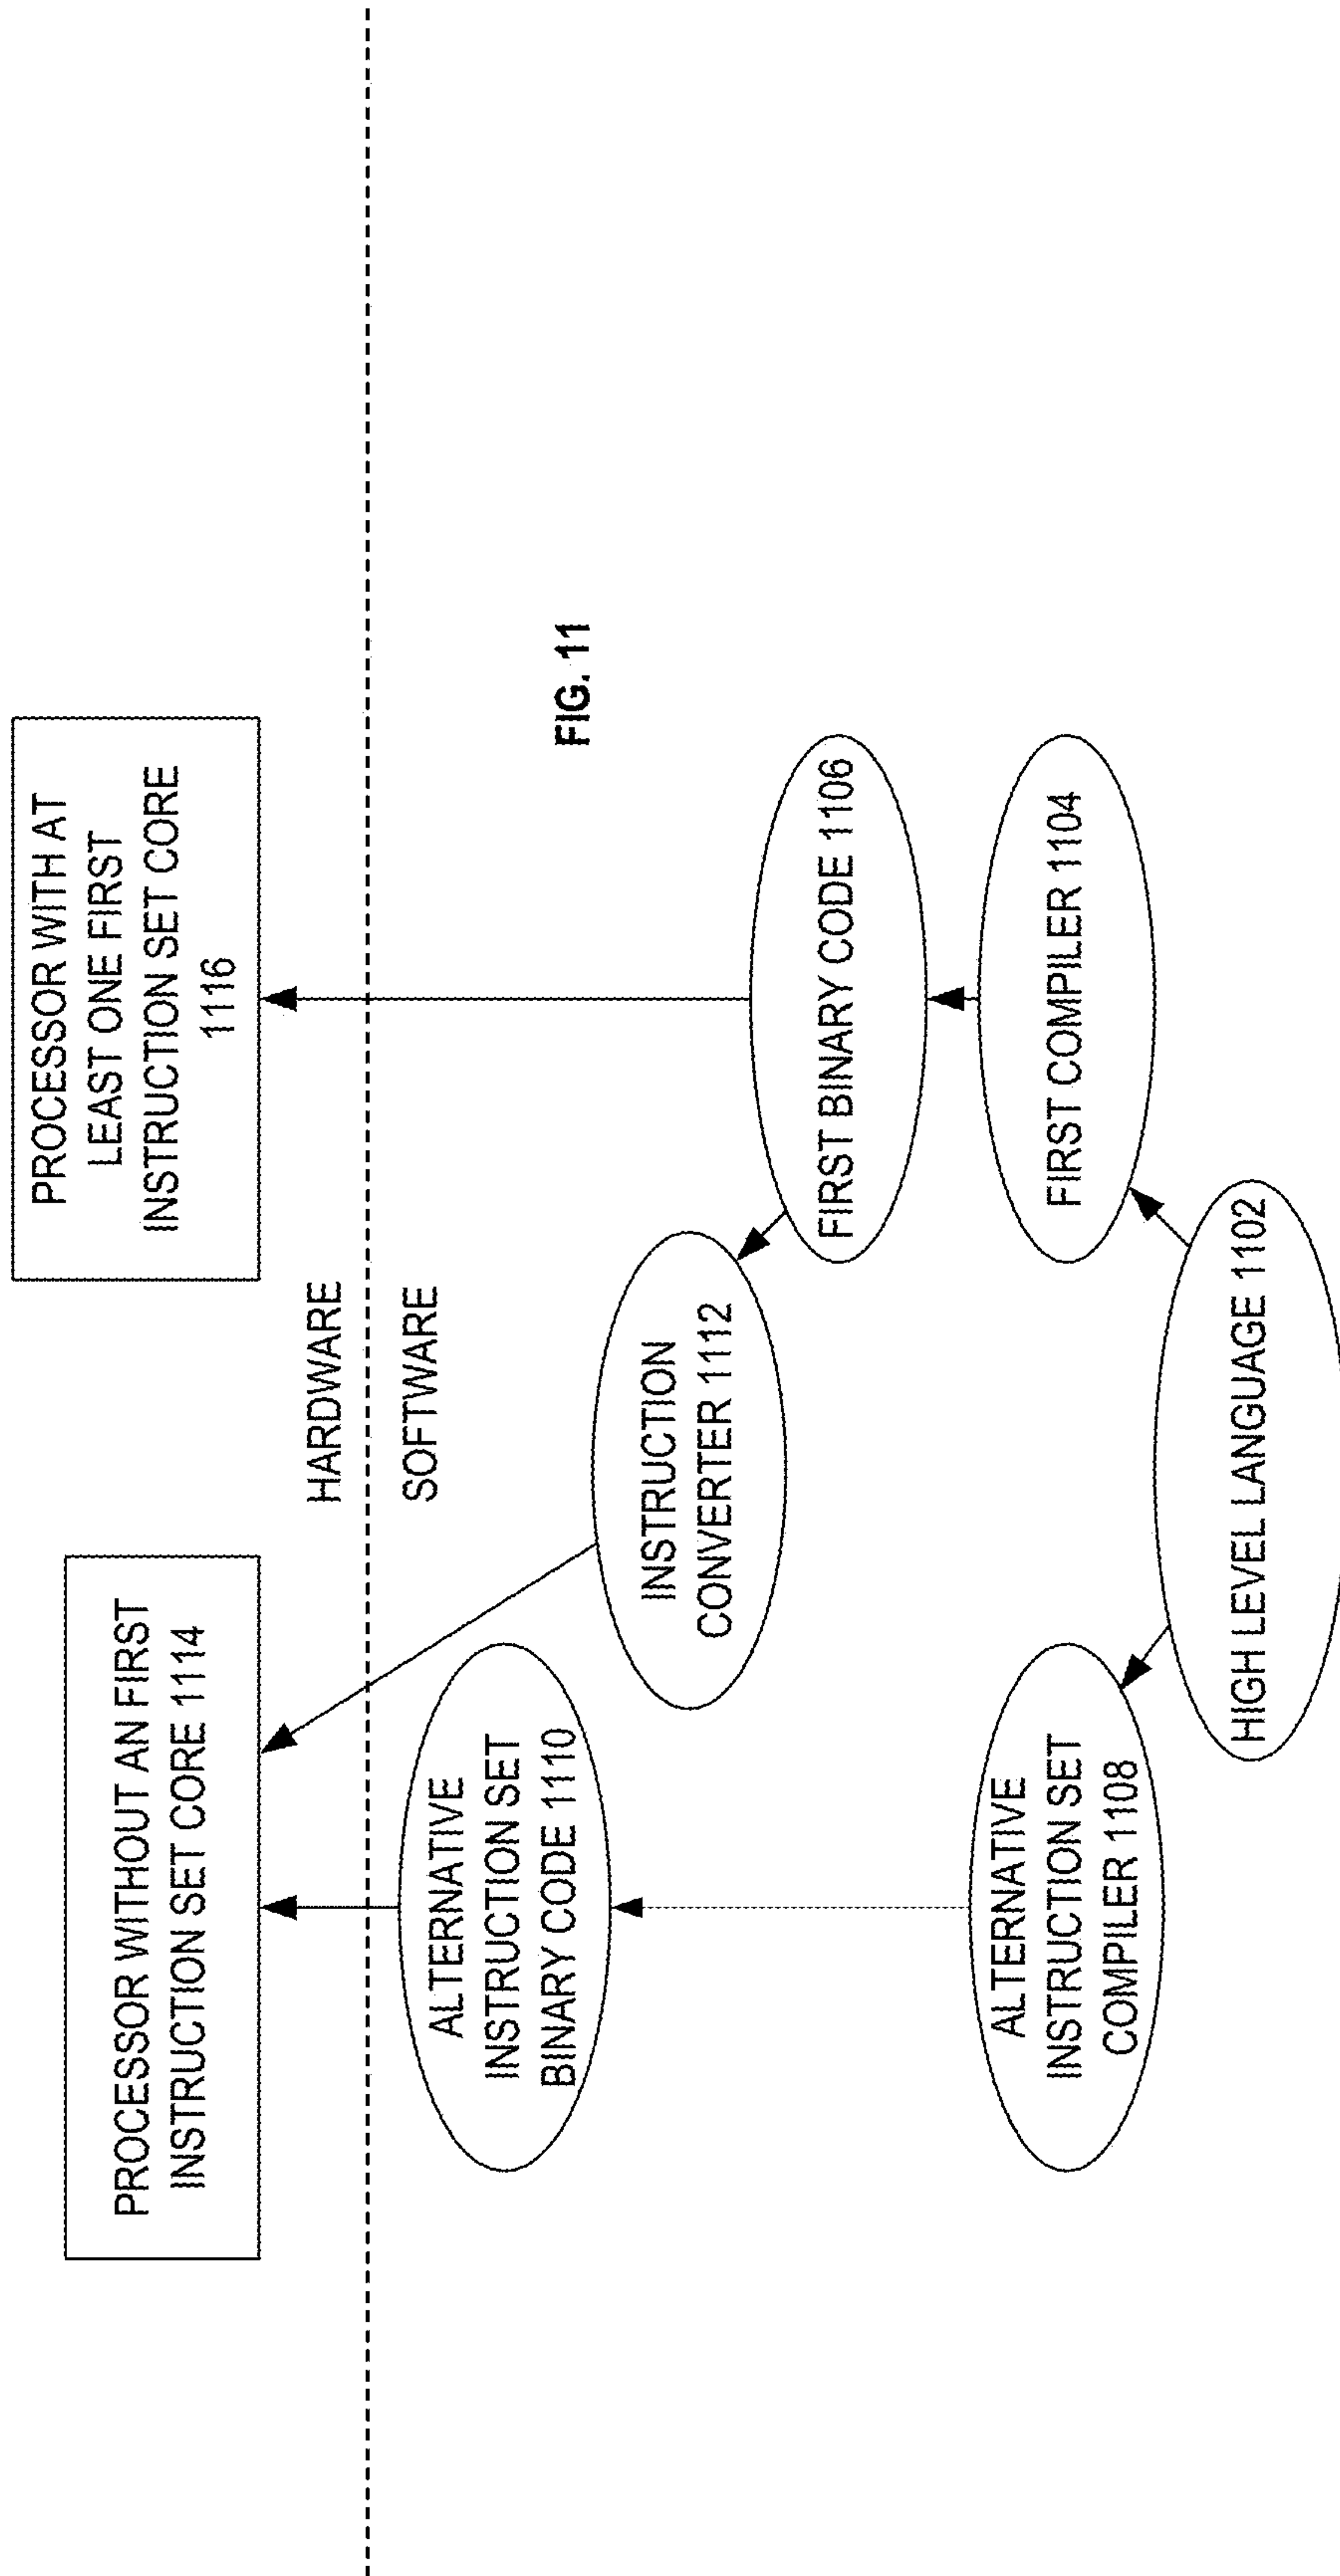 PROCESSOR WITHOUT AN FIRST
INSTRUCTION SET CORE 1114
PROCESSOR WITH AT
LEAST ONE FIRST
INSTRUCTION SET CORE
1116
HARDWARE
SOFTWARE
ALTERNATIVE
INSTRUCTION SET
BINARY CODE 1110
INSTRUCTION
CONVERTER 1112
FIG. 11
FIRST BINARY CODE 1106
ALTERNATIVE
INSTRUCTION SET
COMPILER 1108
FIRST COMPILER 1104
HIGH LEVEL LANGUAGE 1102